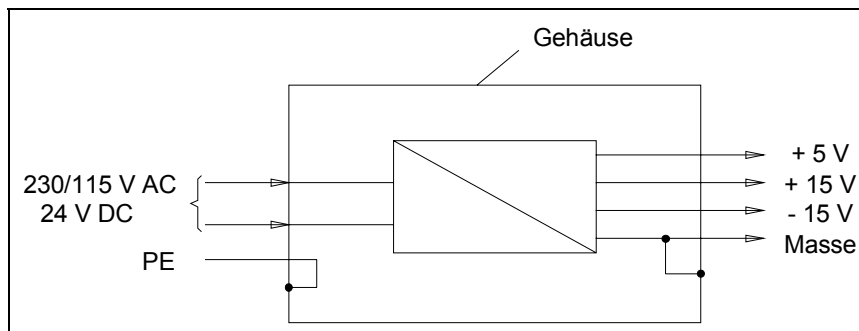 Gehäuse
230/115 V AC
24 V DC
PE
+ 5 V
+ 15 V
- 15 V
Masse